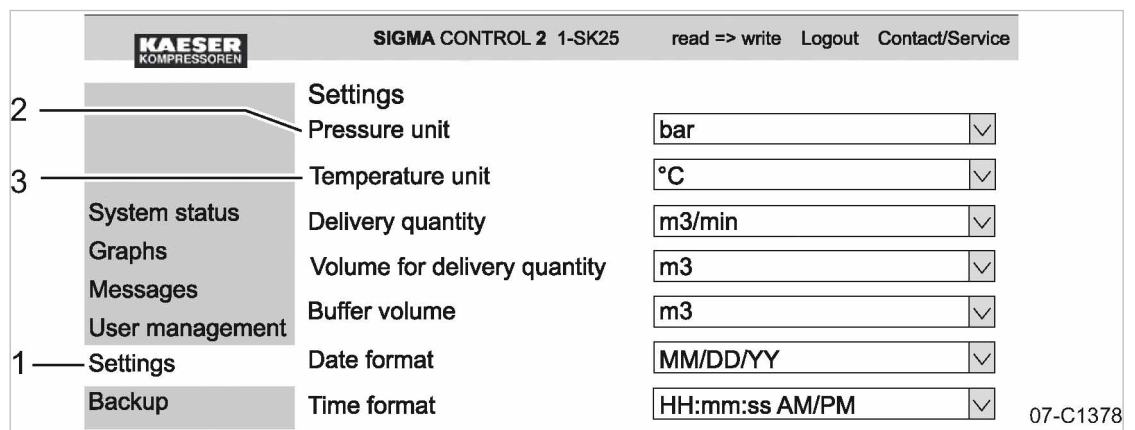 KAESER
KOMPRESSOREN
SIGMA CONTROL 2 1-SK25 read => write Logout Contact/Service
Settings
2 Pressure unit bar
3 Temperature unit °C
System status
Delivery quantity m3/min
Graphs
Volume for delivery quantity m3
Messages
Buffer volume m3
User management
1 Settings
Date format MM/DD/YY
Backup
Time format HH:mm:ss AM/PM
07-C1378